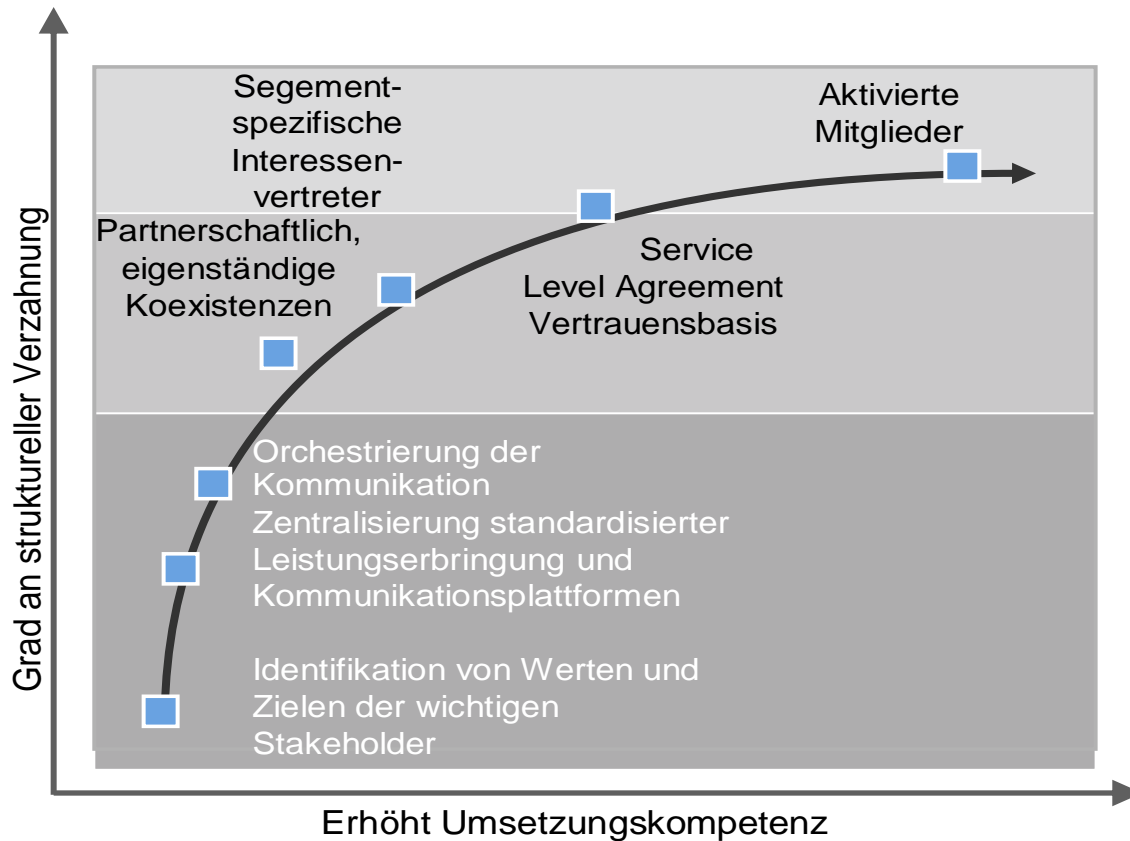 Segement-
spezifische
Interessen-
vertreter
Aktivierte
Mitglieder
Partnerschaftlich,
eigenständige
Koexistenzen
Service
Level Agreement
Vertrauensbasis
Orchestrierung der
Kommunikation
Zentralisierung standardisierter
Leistungserbringung und
Kommunikationsplattformen
Identifikation von Werten und
Zielen der wichtigen
Stakeholder
Grad an struktureller Verzahnung
Erhöht Umsetzungskompetenz